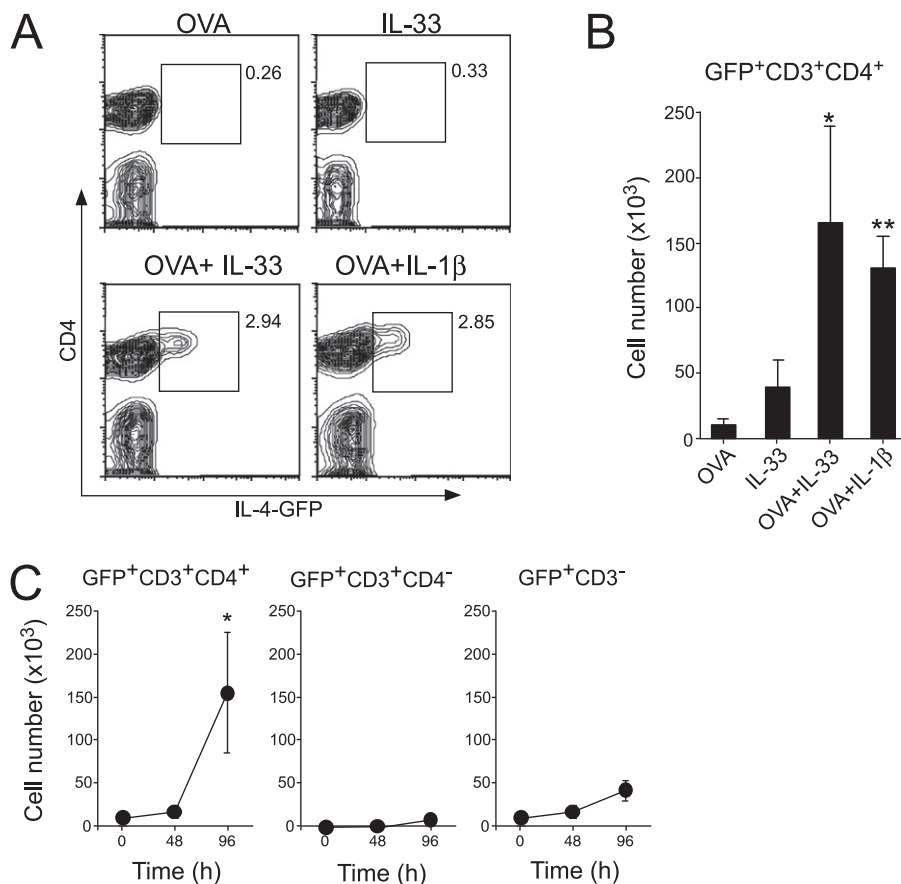 A
OVA
IL-33
0.26
0.33
OVA+ IL-33
OVA+IL-1β
2.94
2.85
CD4
IL-4-GFP
B
GFP⁺CD3⁺CD4⁺
250
200
150
100
50
0
Cell number (x10³)
*
**
OVA
IL-33
OVA+IL-33
OVA+IL-1β
C
GFP⁺CD3⁺CD4⁺
GFP⁺CD3⁺CD4⁻
GFP⁺CD3⁻
Cell number (x10³)
250
200
150
100
50
0
*
0 48 96
Time (h)
250
200
150
100
50
0
0 48 96
Time (h)
250
200
150
100
50
0
0 48 96
Time (h)